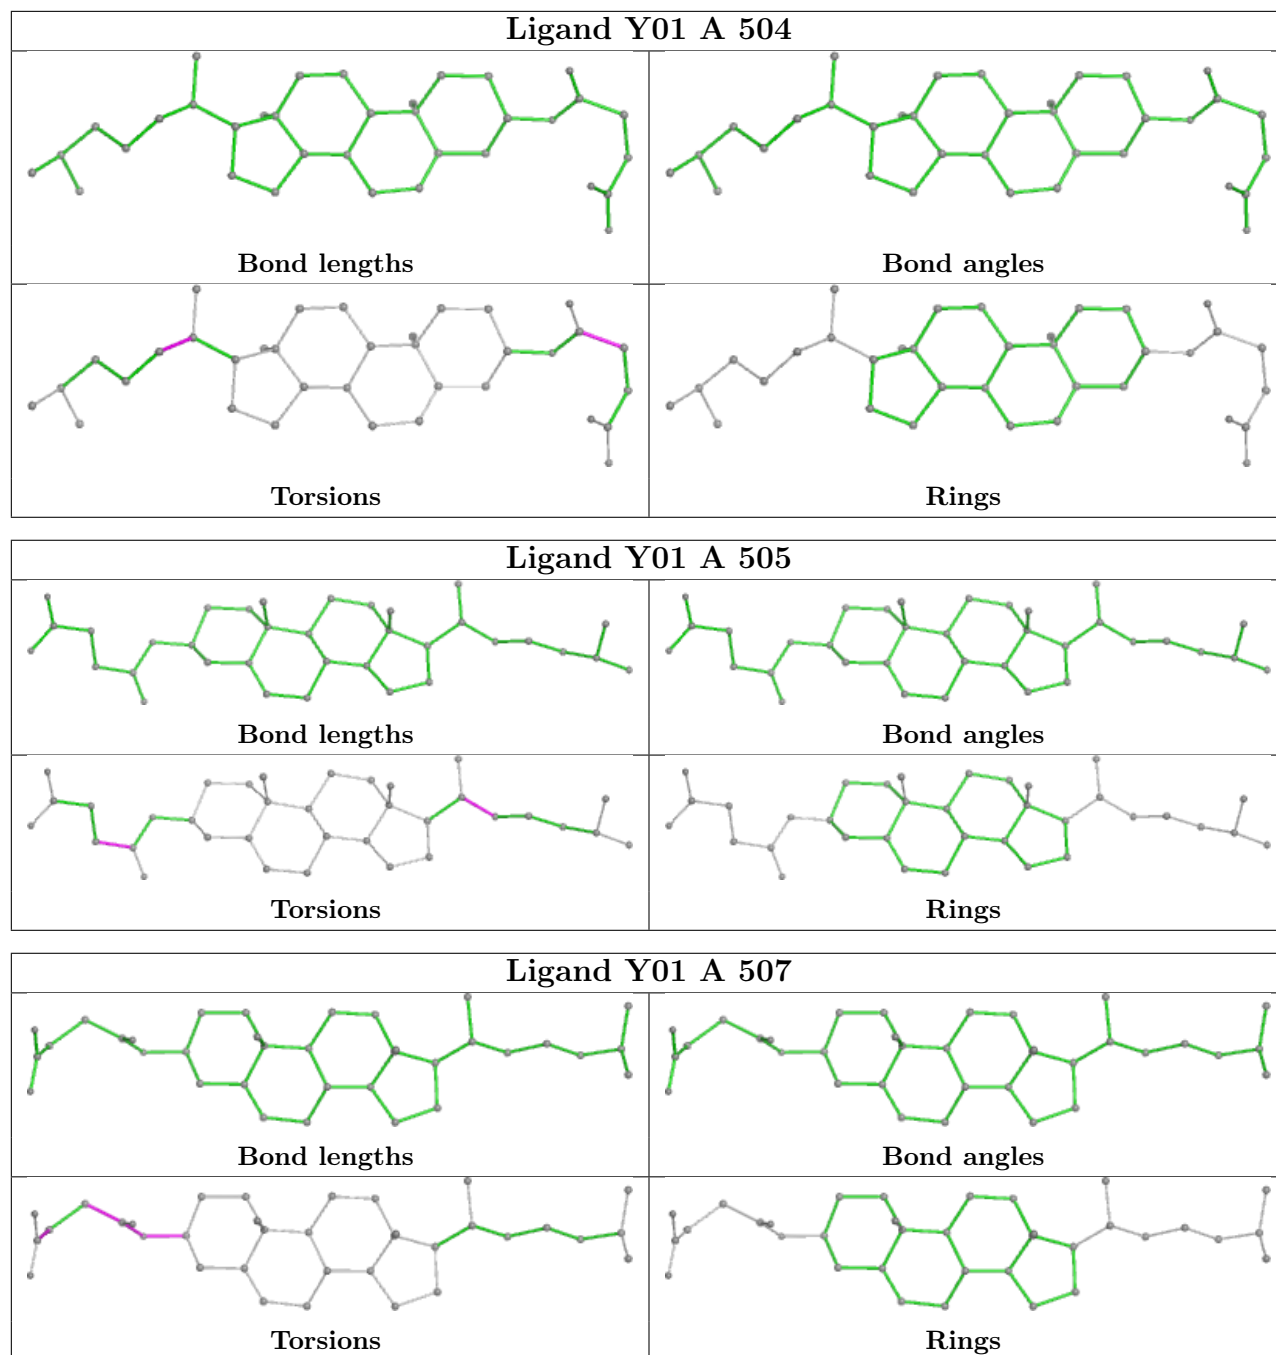 Ligand Y01 A 504
Bond lengths
Bond angles
Torsions
Rings
Ligand Y01 A 505
Bond lengths
Bond angles
Torsions
Rings
Ligand Y01 A 507
Bond lengths
Bond angles
Torsions
Rings